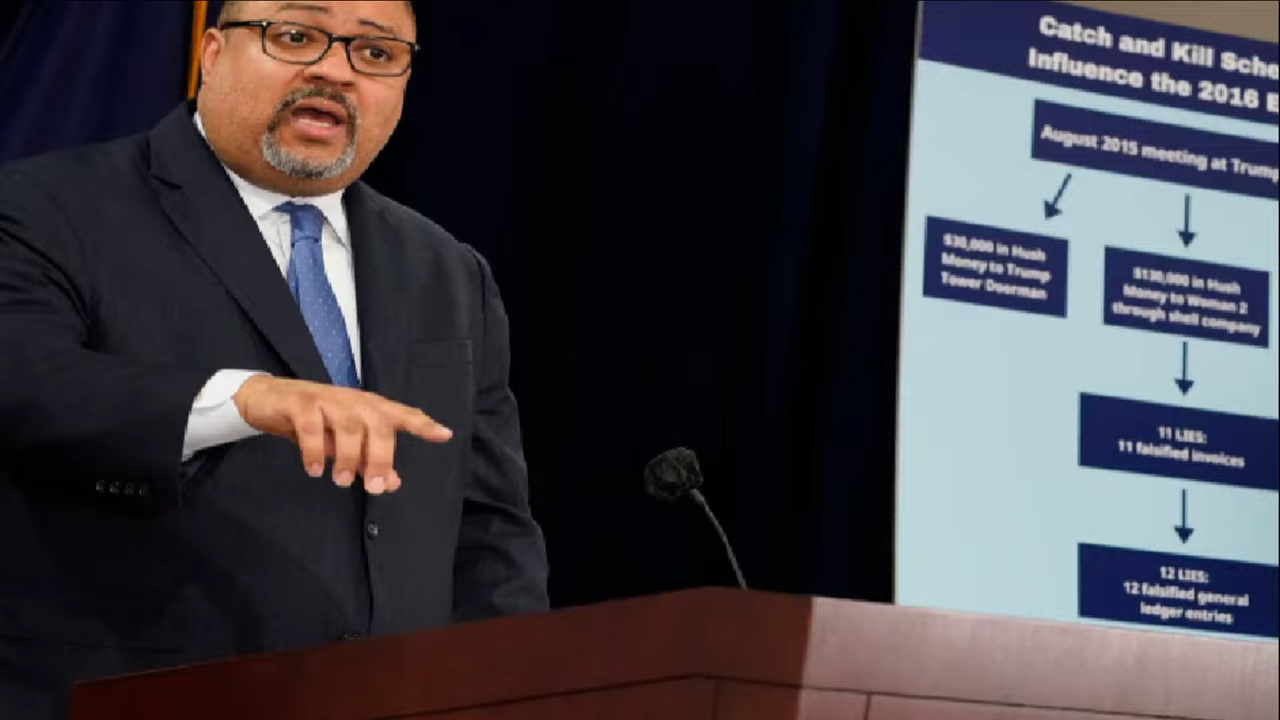 Catch and Kill Sche
Influence the 2016 E
August 2015 meeting at Trump
$30,000 in Hush
Money to Trump
Tower Doorman
$130,000 in Hush
Money to Woman 2
through shell company
11 LIES:
11 falsified invoices
12 LIES:
12 falsified general
ledger entries